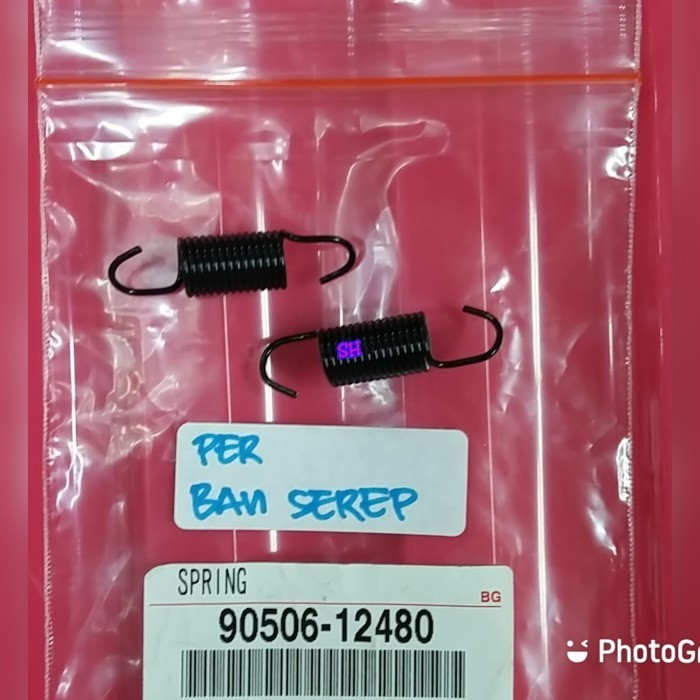 SH
PER
BAN SEREP
SPRING
BG
90506-12480
PhotoG